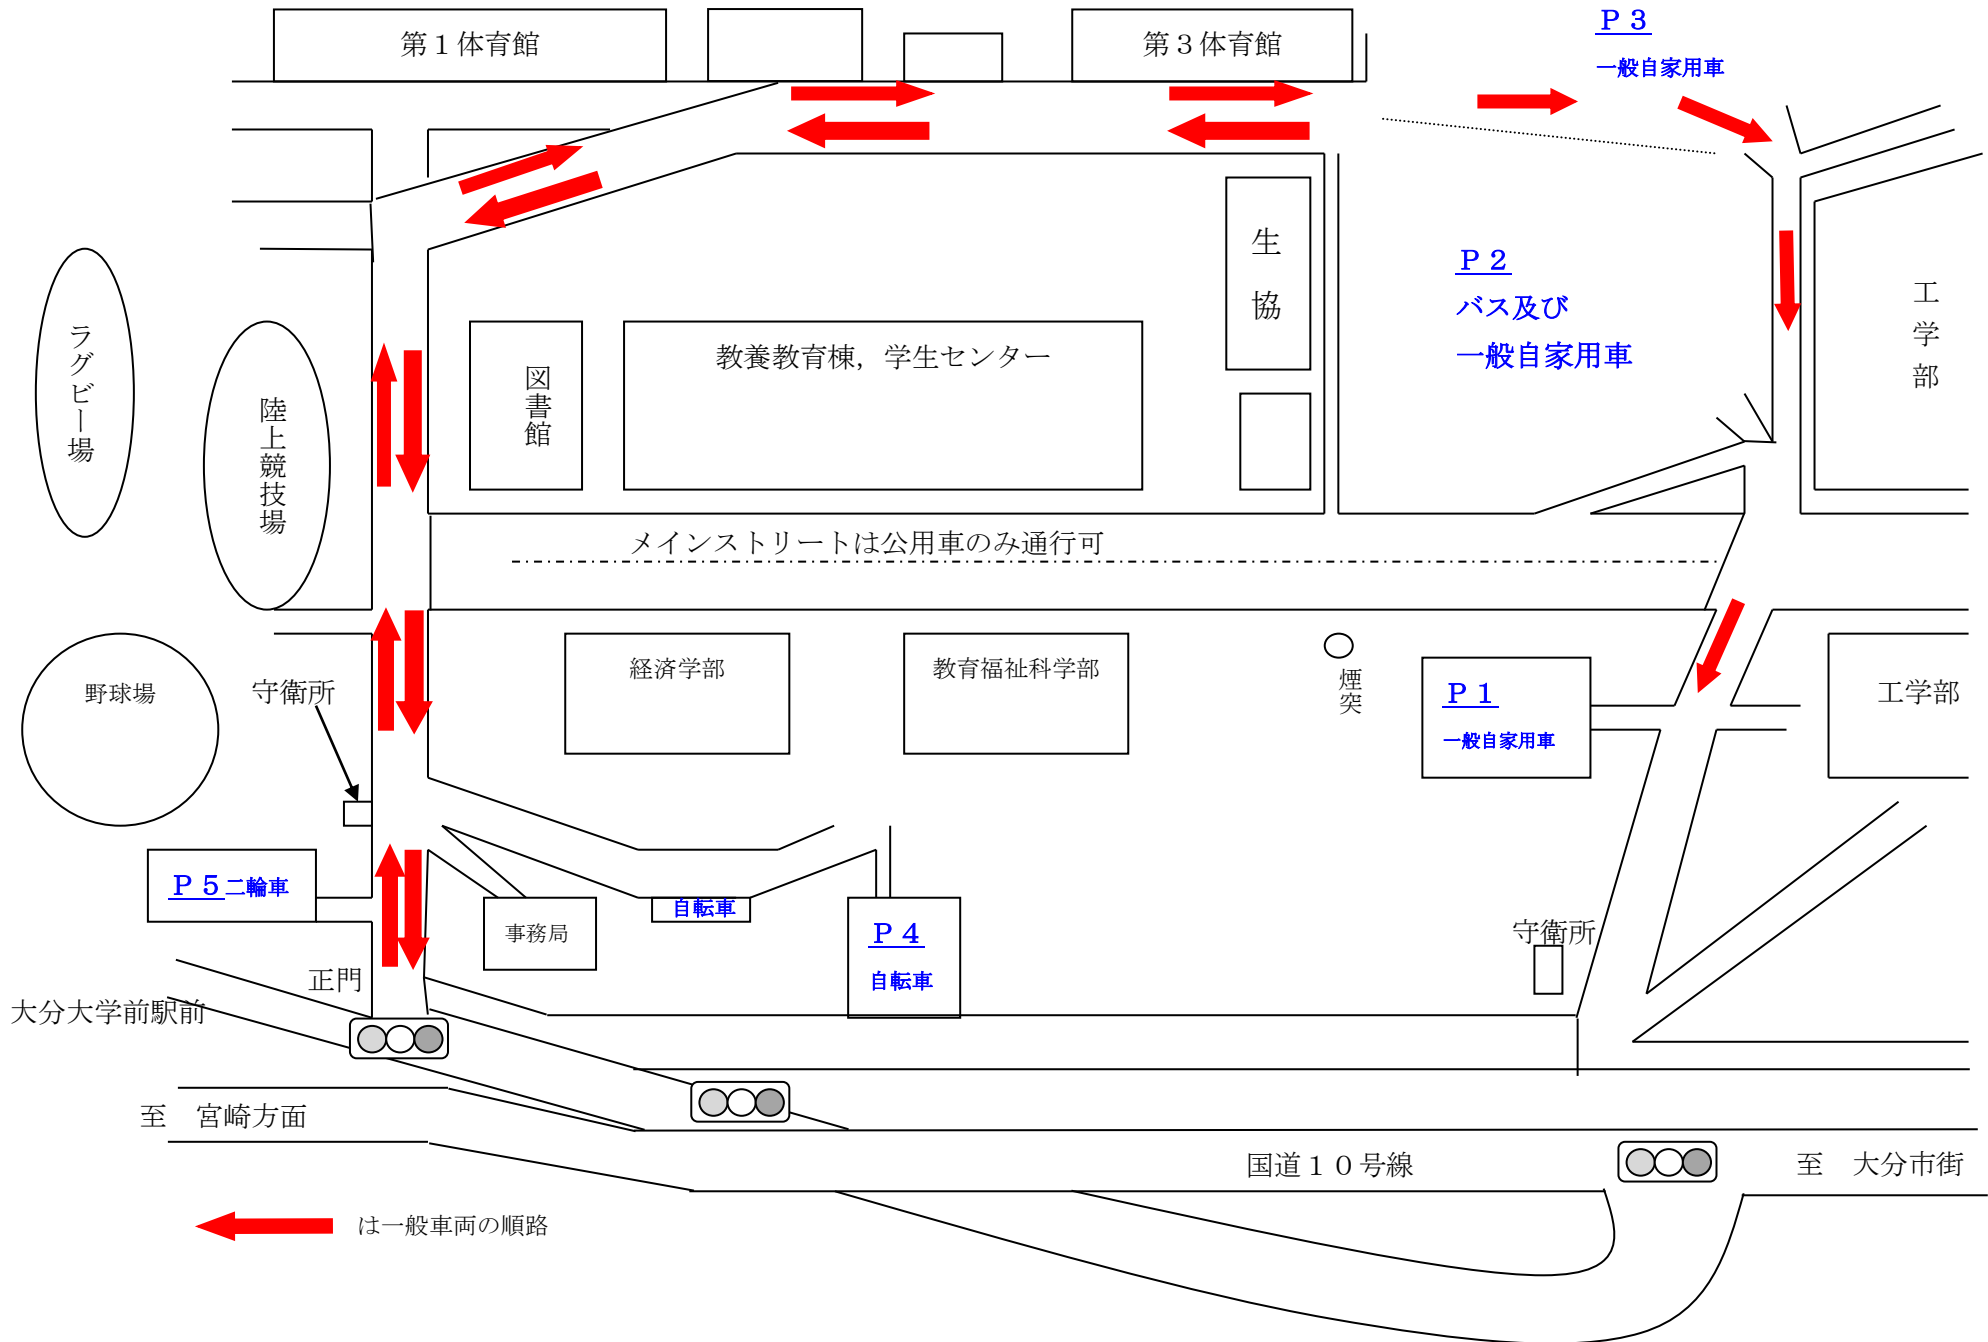 第１体育館
第３体育館
Ｐ３
一般自家用車
生協
Ｐ２
バス及び
一般自家用車
工学部
ラグビー場
陸上競技場
図書館
教養教育棟，学生センター
メインストリートは公用車のみ通行可
野球場
守衛所
経済学部
教育福祉科学部
煙突
Ｐ１
一般自家用車
工学部
Ｐ５二輪車
事務局
自転車
Ｐ４
自転車
守衛所
正門
大分大学前駅前
至　宮崎方面
国道１０号線
至　大分市街
は一般車両の順路